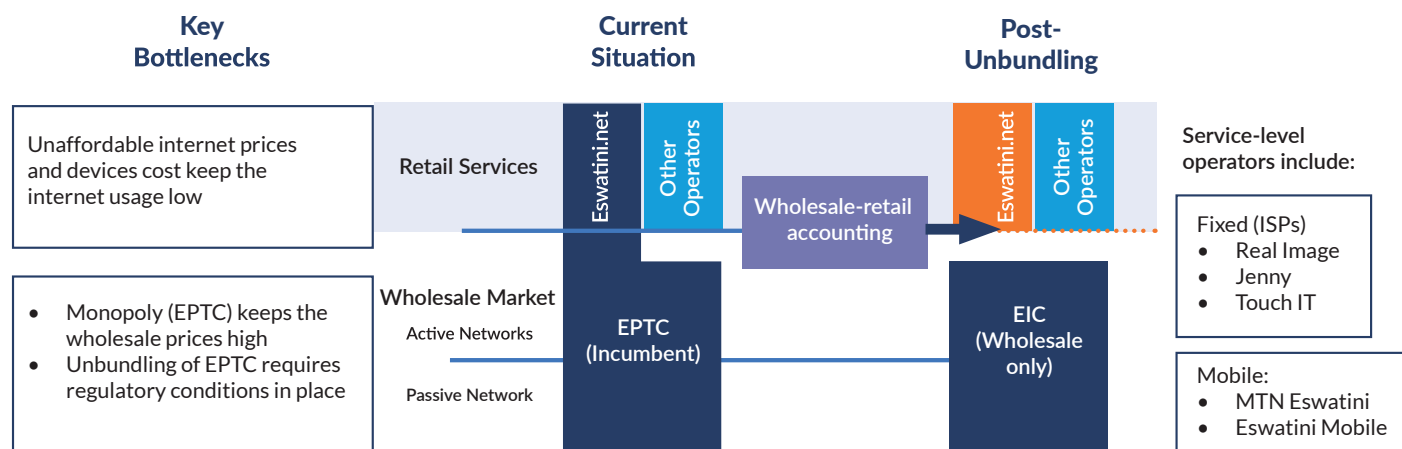 Key
Bottlenecks
Current
Situation
Post-
Unbundling
Unaffordable internet prices
and devices cost keep the
internet usage low
Retail Services
Eswatini.net
Other
Operators
Wholesale-retail
accounting
Eswatini.net
Other
Operators
Service-level
operators include:
Fixed (ISPs)
• Real Image
• Jenny
• Touch IT
• Monopoly (EPTC) keeps the
wholesale prices high
• Unbundling of EPTC requires
regulatory conditions in place
Wholesale Market
Active Networks
Passive Network
EPTC
(Incumbent)
EIC
(Wholesale
only)
Mobile:
• MTN Eswatini
• Eswatini Mobile